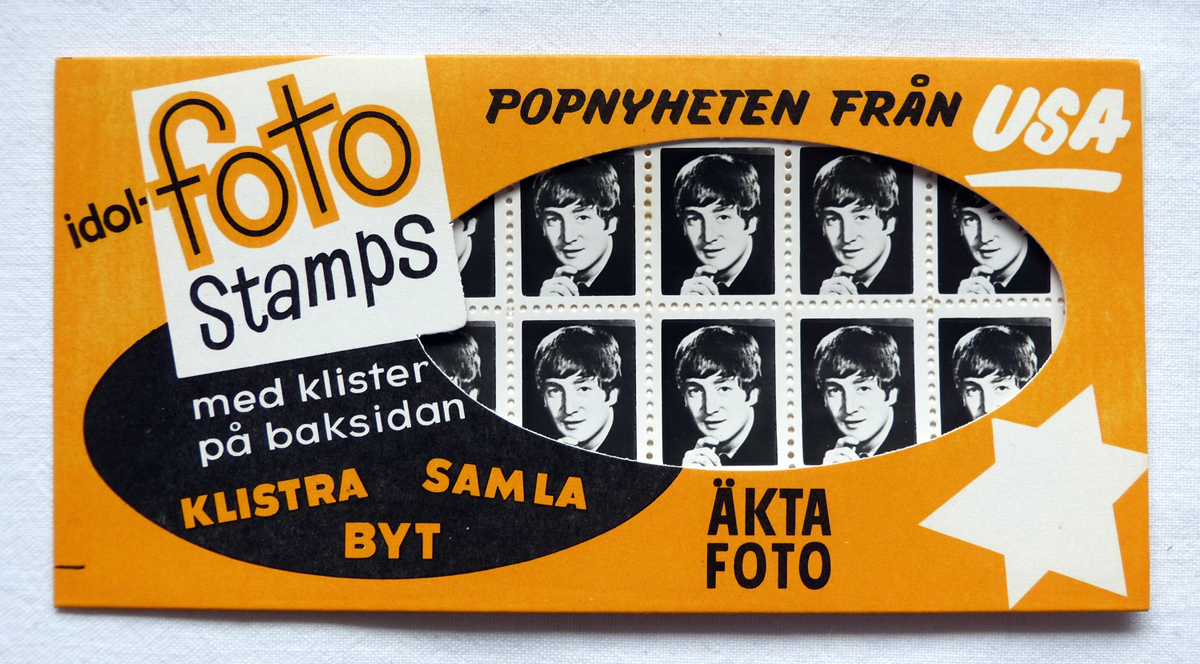 idol-foto
stamps
POPNYHETEN FRÅN USA
med klister
på baksidan
KLISTRA SAMLA
BYT
ÄKTA
FOTO